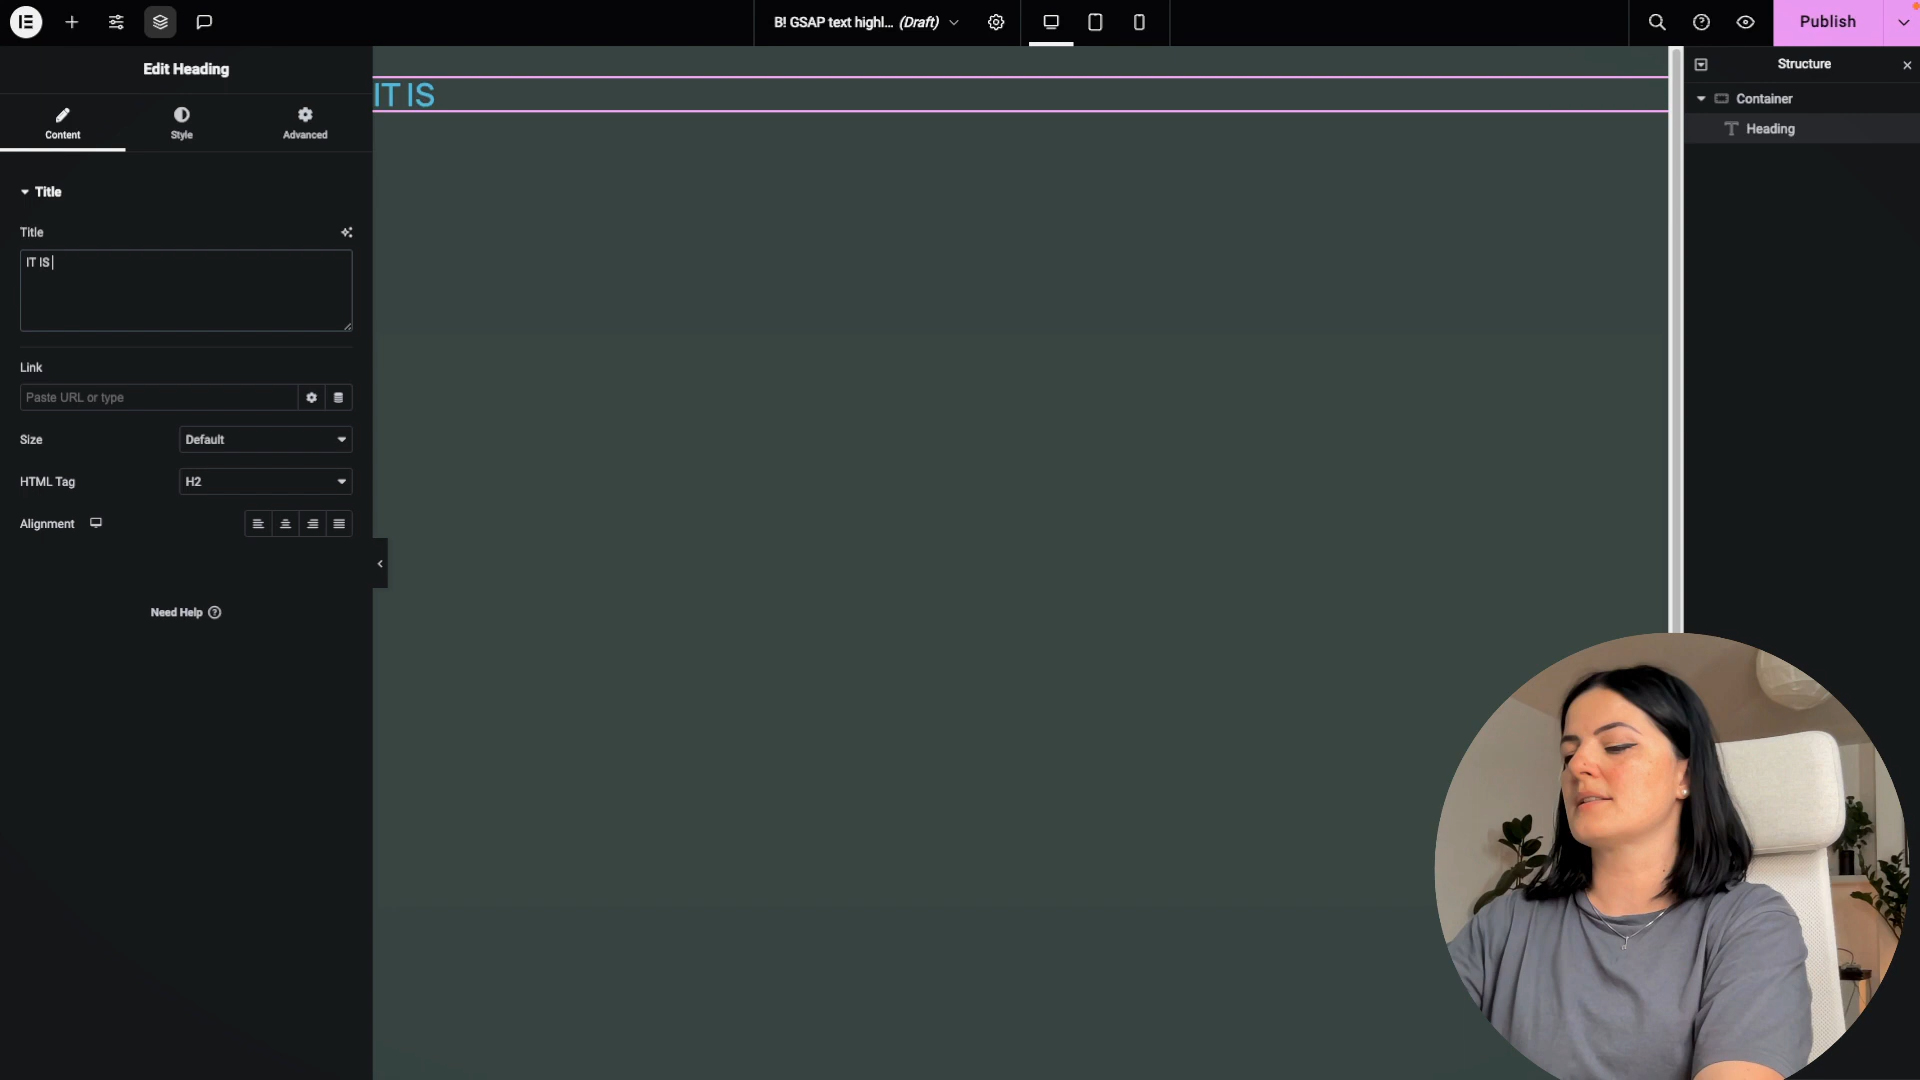 B! GSAP text highl... (Draft)
Publish
Edit Heading
Content
Style
Advanced
Title
Title
IT IS
Link
Paste URL or type
Size
Default
HTML Tag
H2
Alignment
Need Help
IT IS
Structure
Container
Heading